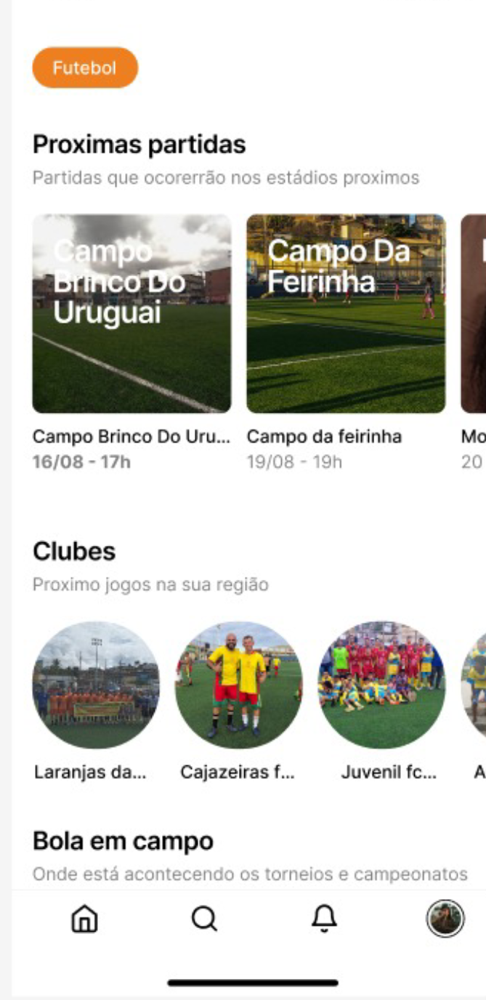 Futebol
Proximas partidas
Partidas que ocorerrão nos estádios proximos
Campo
Brinco Do
Uruguai
Campo Da
Feirinha
Campo Brinco Do Uru...
Campo da feirinha
Mo
16/08 - 17h
19/08 - 19h
20
Clubes
Proximo jogos na sua região
Laranjas da...
Cajazeiras f...
Juvenil fc...
A
Bola em campo
Onde está acontecendo os torneios e campeonatos